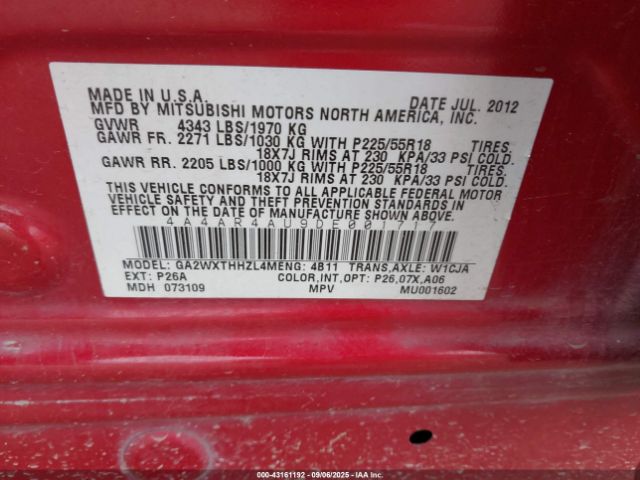 MADE IN U.S.A. DATE JUL. 2012
MFD BY MITSUBISHI MOTORS NORTH AMERICA, INC.
GVWR 4343 LBS/1970 KG
GAWR FR. 2271 LBS/1030 KG WITH P225/55R18 TIRES.
18X7J RIMS AT 230 KPA/33 PSI COLD.
GAWR RR. 2205 LBS/1000 KG WITH P225/55R18 TIRES.
18X7J RIMS AT 230 KPA/33 PSI COLD.
THIS VEHICLE CONFORMS TO ALL APPLICABLE FEDERAL MOTOR
VEHICLE SAFETY AND THEFT PREVENTION STANDARDS IN
EFFECT ON THE DATE OF MANUFACTURE SHOWN ABOVE.
4A4AR4AU9DE001717
MODEL: GA2WXTHHZL4MENG: 4B11 TRANS,AXLE: W1CJA
EXT: P26A COLOR,INT,OPT: P26,07X,A06
MDH 073109 MPV MU001602
000-43161192 - 09/06/2025 - IAA Inc.